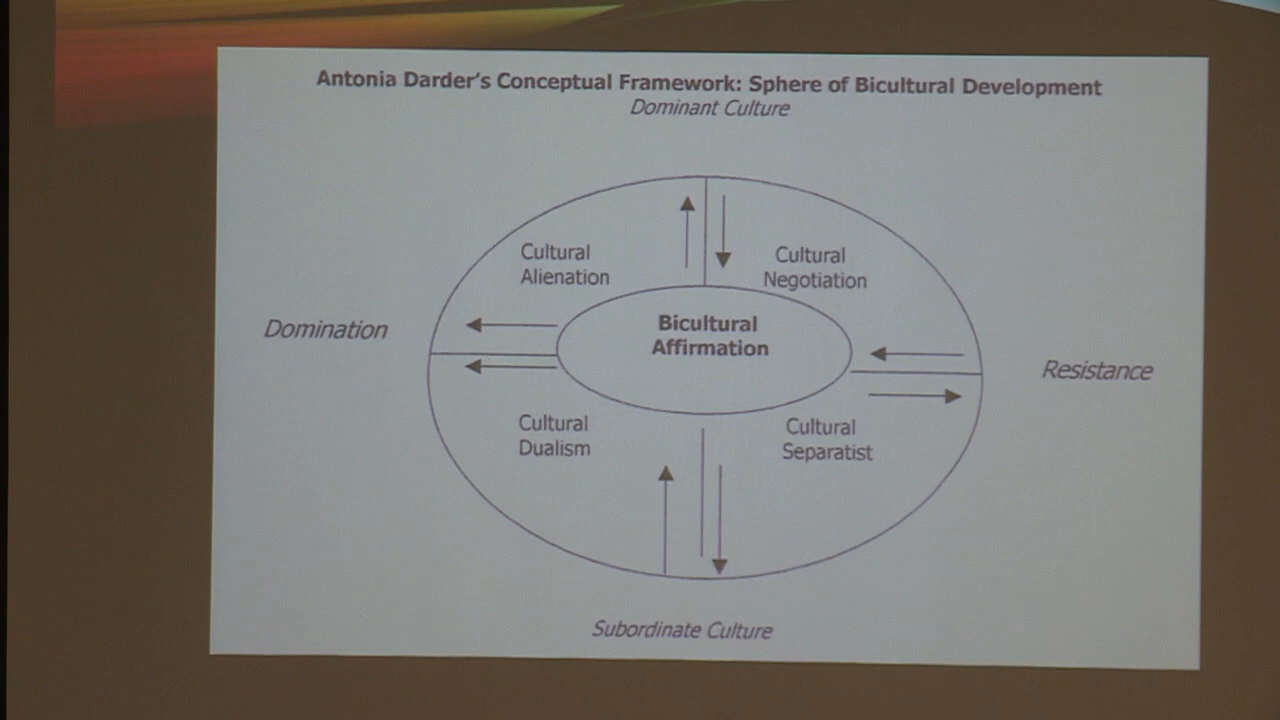 Antonia Darder's Conceptual Framework: Sphere of Bicultural Development
Dominant Culture
Cultural
Alienation
Cultural
Negotiation
Domination
Bicultural
Affirmation
Resistance
Cultural
Dualism
Cultural
Separatist
Subordinate Culture